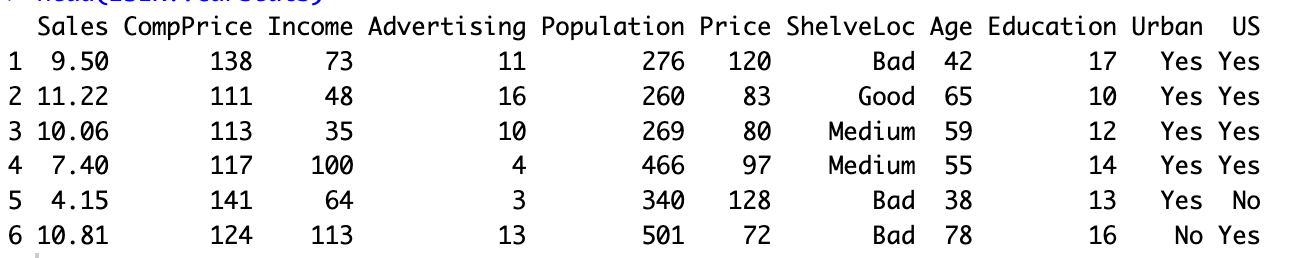 Sales CompPrice Income Advertising Population Price ShelveLoc Age Education Urban US
1 9.50 138 73 11 276 120 Bad 42 17 Yes Yes
2 11.22 111 48 16 260 83 Good 65 10 Yes Yes
3 10.06 113 35 10 269 80 Medium 59 12 Yes Yes
4 7.40 117 100 4 466 97 Medium 55 14 Yes Yes
5 4.15 141 64 3 340 128 Bad 38 13 Yes No
6 10.81 124 113 13 501 72 Bad 78 16 No Yes